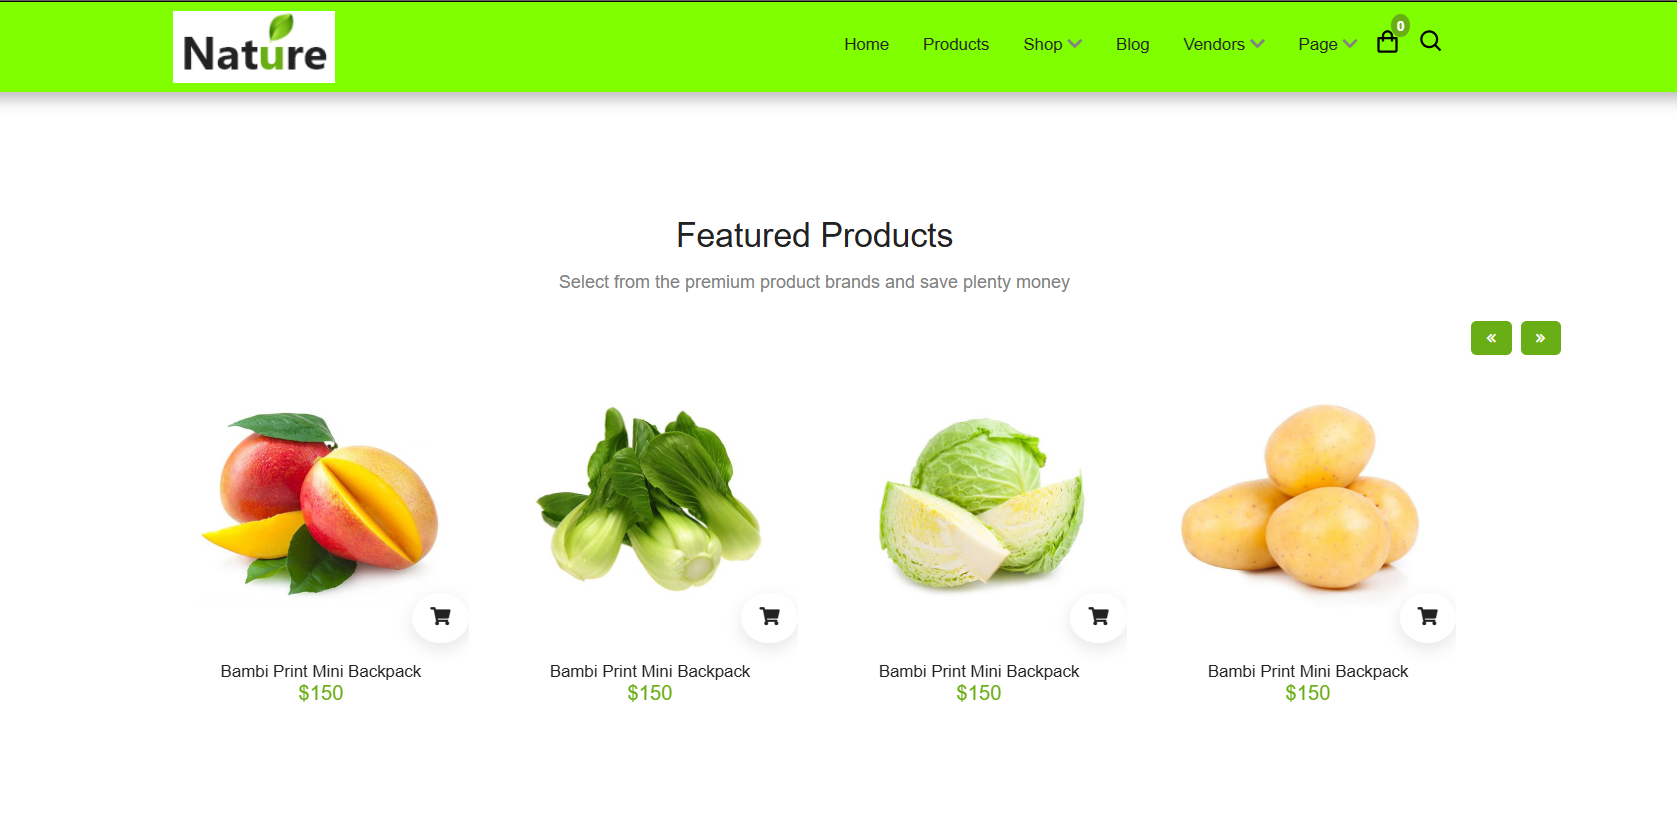 Nature
Home Products Shop Blog Vendors Page 0
Featured Products
Select from the premium product brands and save plenty money
« »
Bambi Print Mini Backpack
$150
Bambi Print Mini Backpack
$150
Bambi Print Mini Backpack
$150
Bambi Print Mini Backpack
$150